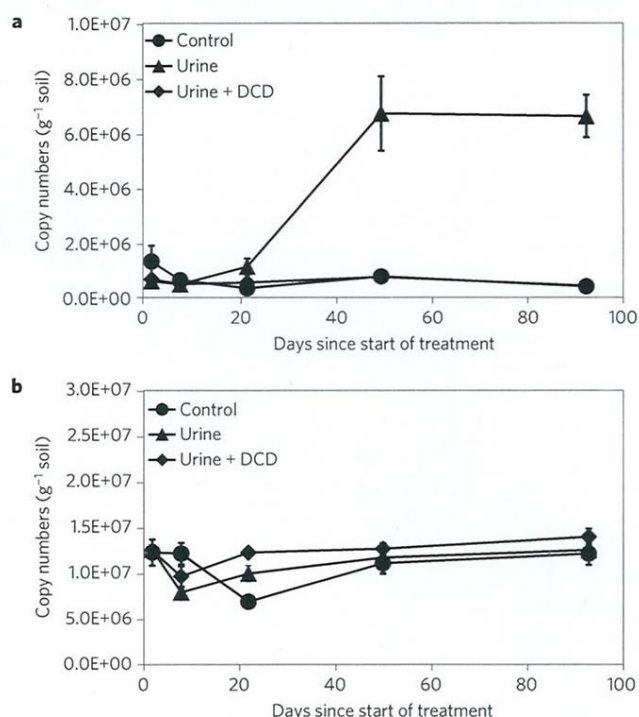 a
1.0E+07
8.0E+06
6.0E+06
4.0E+06
2.0E+06
0.0E+00
Copy numbers (g⁻¹ soil)
Control
Urine
Urine + DCD
0 20 40 60 80 100
Days since start of treatment
b
3.0E+07
2.5E+07
2.0E+07
1.5E+07
1.0E+07
5.0E+06
0.0E+00
Copy numbers (g⁻¹ soil)
Control
Urine
Urine + DCD
0 20 40 60 80 100
Days since start of treatment